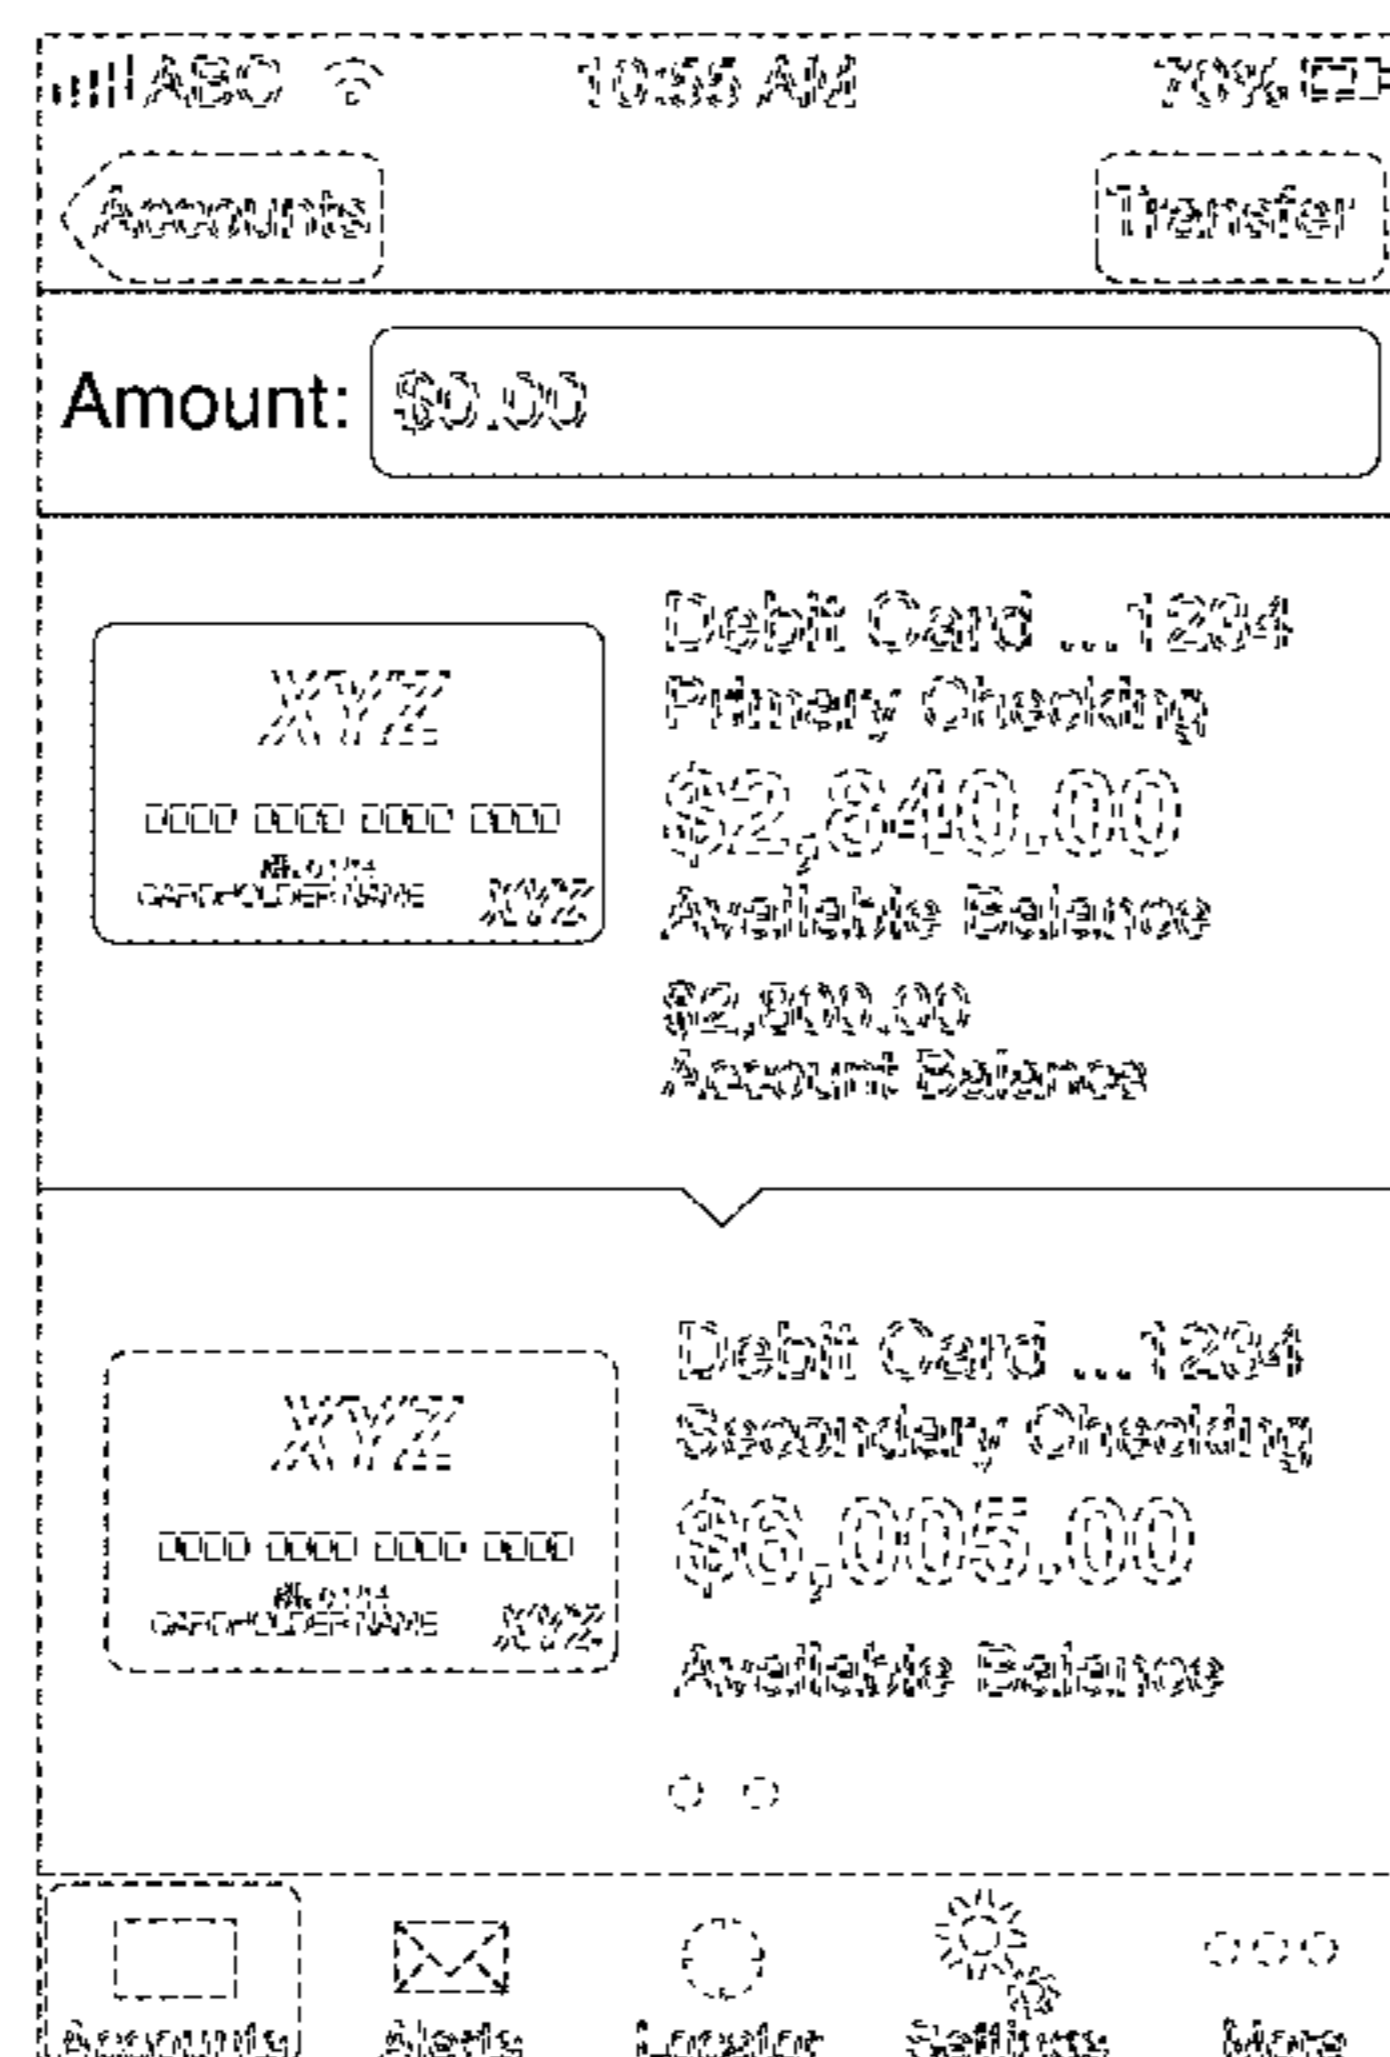 ABC 10:55 AM 70%
Accounts Transfer
Amount: $0.00
Debit Card ...1234
Primary Checking
XYZ
$2,840.00
0000 0000 0000 0000
CARDHOLDER NAME XYZ
Available Balance
$2,900.00
Account Balance
Debit Card ...1234
Secondary Checking
XYZ
$6,005.00
0000 0000 0000 0000
CARDHOLDER NAME XYZ
Available Balance
Accounts Alerts Locator Settings More